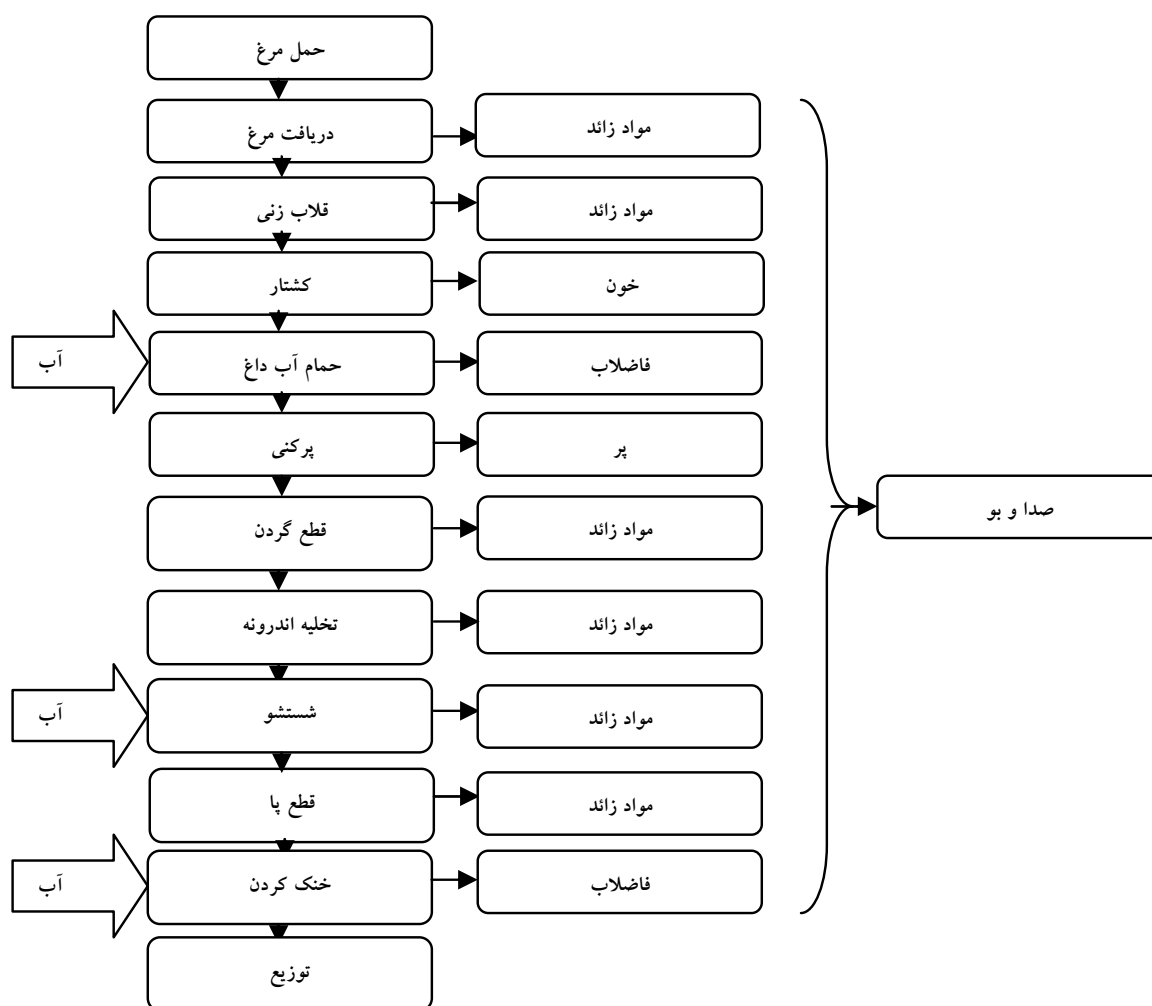 حمل مرغ
دریافت مرغ
مواد زائد
قلاب زنی
مواد زائد
کشتار
خون
آب
حمام آب داغ
فاضلاب
پرکنی
پر
صدا و بو
قطع گردن
مواد زائد
تخلیه اندرونه
مواد زائد
آب
شستشو
مواد زائد
قطع پا
مواد زائد
آب
خنک کردن
فاضلاب
توزیع